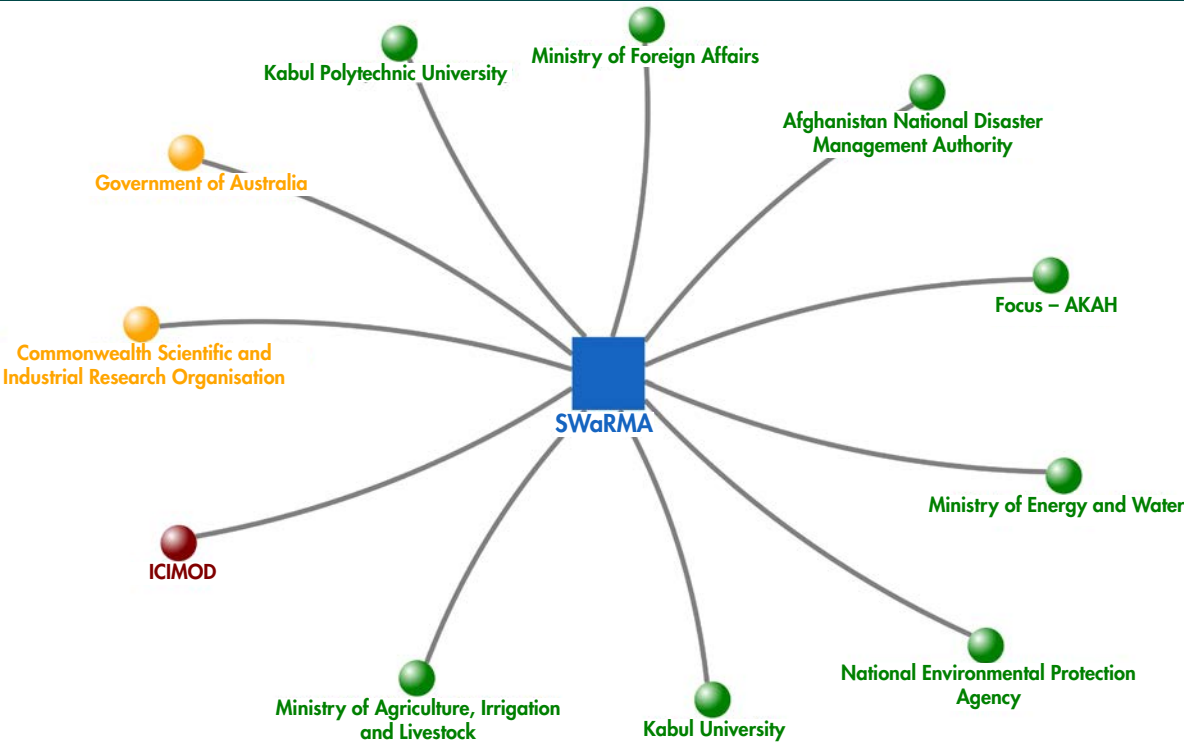 Ministry of Foreign Affairs
Kabul Polytechnic University
Afghanistan National Disaster
Management Authority
Government of Australia
Focus – AKAH
Commonwealth Scientific and
Industrial Research Organisation
SWaRMA
Ministry of Energy and Water
ICIMOD
National Environmental Protection
Agency
Ministry of Agriculture, Irrigation
and Livestock
Kabul University